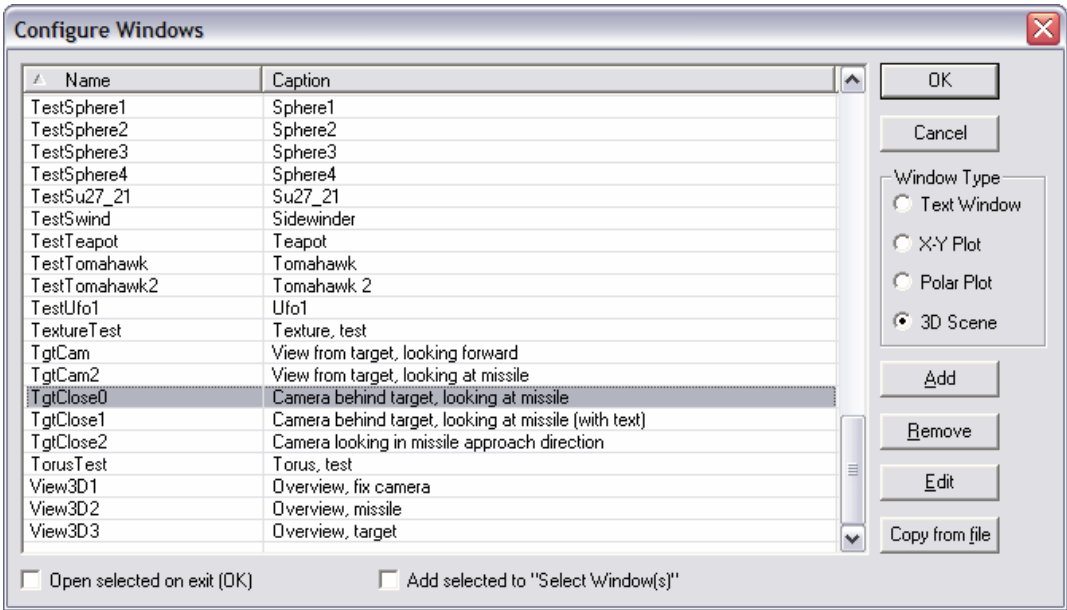 Configure Windows
Name Caption
TestSphere1 Sphere1
TestSphere2 Sphere2
TestSphere3 Sphere3
TestSphere4 Sphere4
TestSu27_21 Su27_21
TestSwind Sidewinder
TestTeapot Teapot
TestTomahawk Tomahawk
TestTomahawk2 Tomahawk 2
TestUfo1 Ufo1
TextureTest Texture, test
TgtCam View from target, looking forward
TgtCam2 View from target, looking at missile
TgtClose0 Camera behind target, looking at missile
TgtClose1 Camera behind target, looking at missile (with text)
TgtClose2 Camera looking in missile approach direction
TorusTest Torus, test
View3D1 Overview, fix camera
View3D2 Overview, missile
View3D3 Overview, target
OK
Cancel
Window Type
Text Window
X-Y Plot
Polar Plot
3D Scene
Add
Remove
Edit
Copy from file
Open selected on exit (OK) Add selected to "Select Window(s)"